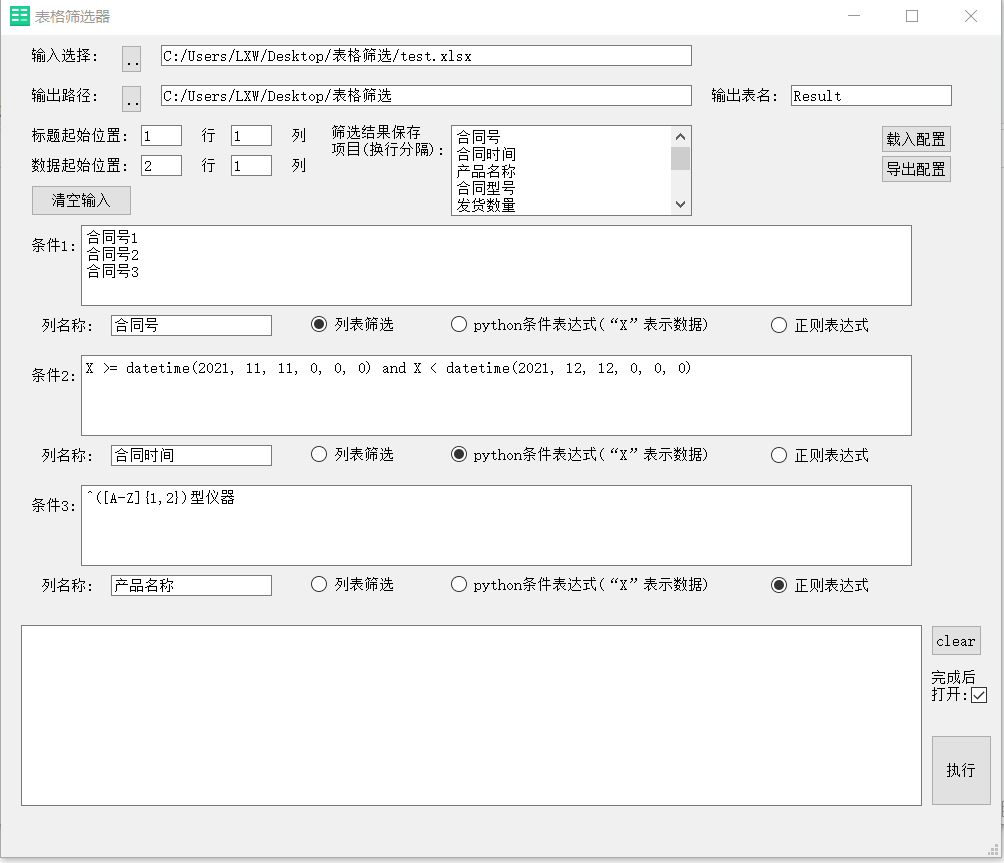 表格筛选器
输入选择: .. C:/Users/LXW/Desktop/表格筛选/test.xlsx
输出路径: .. C:/Users/LXW/Desktop/表格筛选 输出表名: Result
标题起始位置: 1 行 1 列
数据起始位置: 2 行 1 列
清空输入
筛选结果保存
项目(换行分隔):
合同号
合同时间
产品名称
合同型号
发货数量
载入配置
导出配置
条件1:
合同号1
合同号2
合同号3
列名称: 合同号 列表筛选 python条件表达式(“X”表示数据) 正则表达式
条件2:
X >= datetime(2021, 11, 11, 0, 0, 0) and X < datetime(2021, 12, 12, 0, 0, 0)
列名称: 合同时间 列表筛选 python条件表达式(“X”表示数据) 正则表达式
条件3:
^([A-Z]{1,2})型仪器
列名称: 产品名称 列表筛选 python条件表达式(“X”表示数据) 正则表达式
clear
完成后
打开:
执行